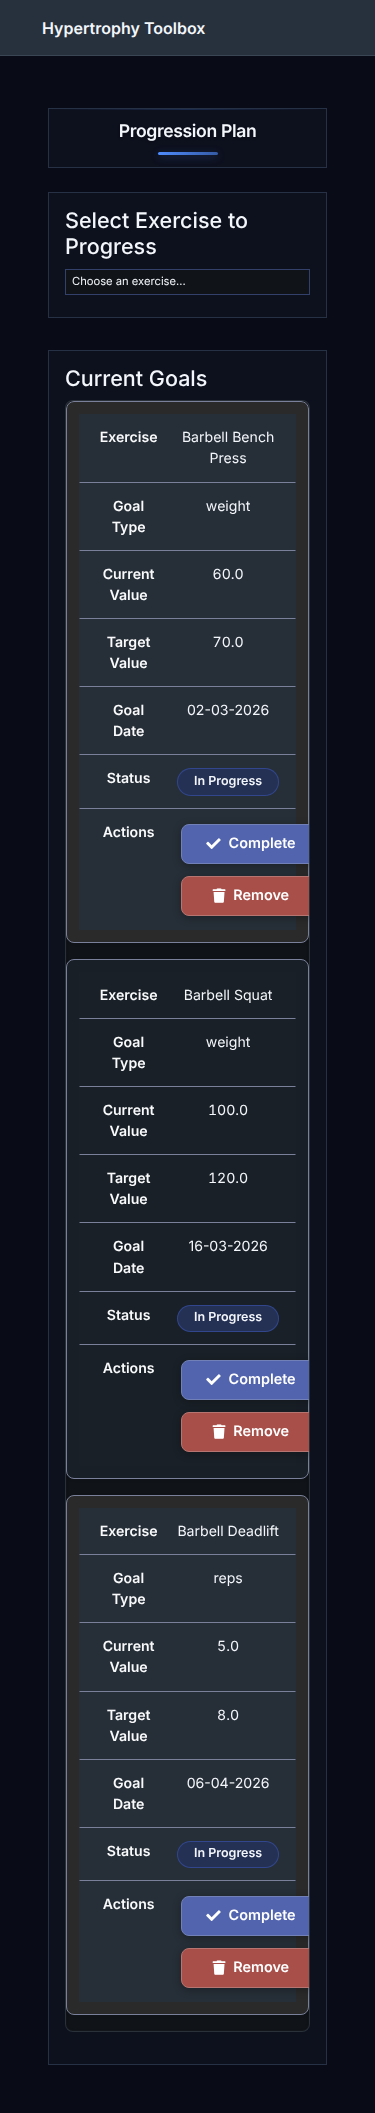 Hypertrophy Toolbox
Progression Plan
Select Exercise to
Progress
Choose an exercise...
Current Goals
Exercise Barbell Bench
Press
Goal weight
Type
Current 60.0
Value
Target 70.0
Value
Goal 02-03-2026
Date
Status In Progress
Actions Complete
Remove
Exercise Barbell Squat
Goal weight
Type
Current 100.0
Value
Target 120.0
Value
Goal 16-03-2026
Date
Status In Progress
Actions Complete
Remove
Exercise Barbell Deadlift
Goal reps
Type
Current 5.0
Value
Target 8.0
Value
Goal 06-04-2026
Date
Status In Progress
Actions Complete
Remove